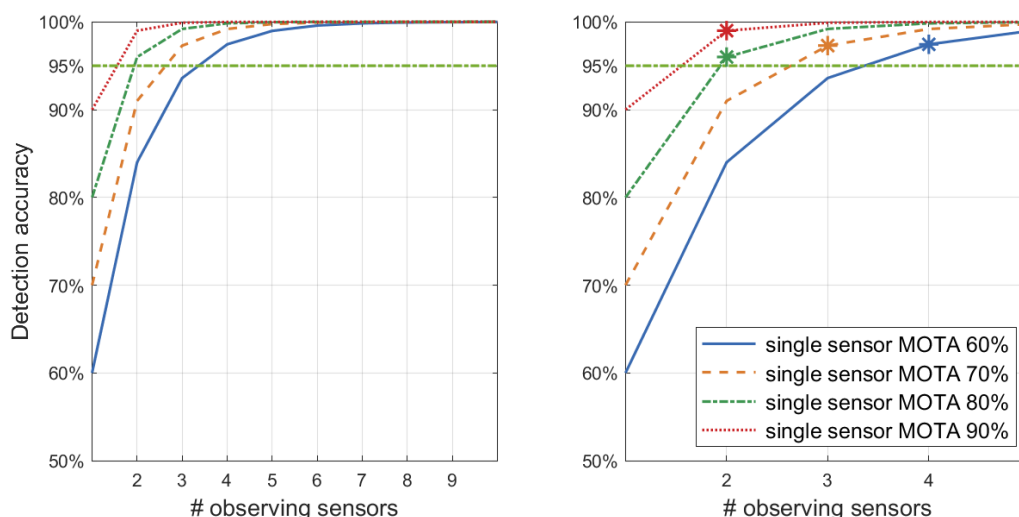 100%
95%
90%
80%
70%
60%
50%
Detection accuracy
2 3 4 5 6 7 8 9
# observing sensors
100%
95%
90%
80%
70%
60%
50%
single sensor MOTA 60%
single sensor MOTA 70%
single sensor MOTA 80%
single sensor MOTA 90%
2 3 4
# observing sensors